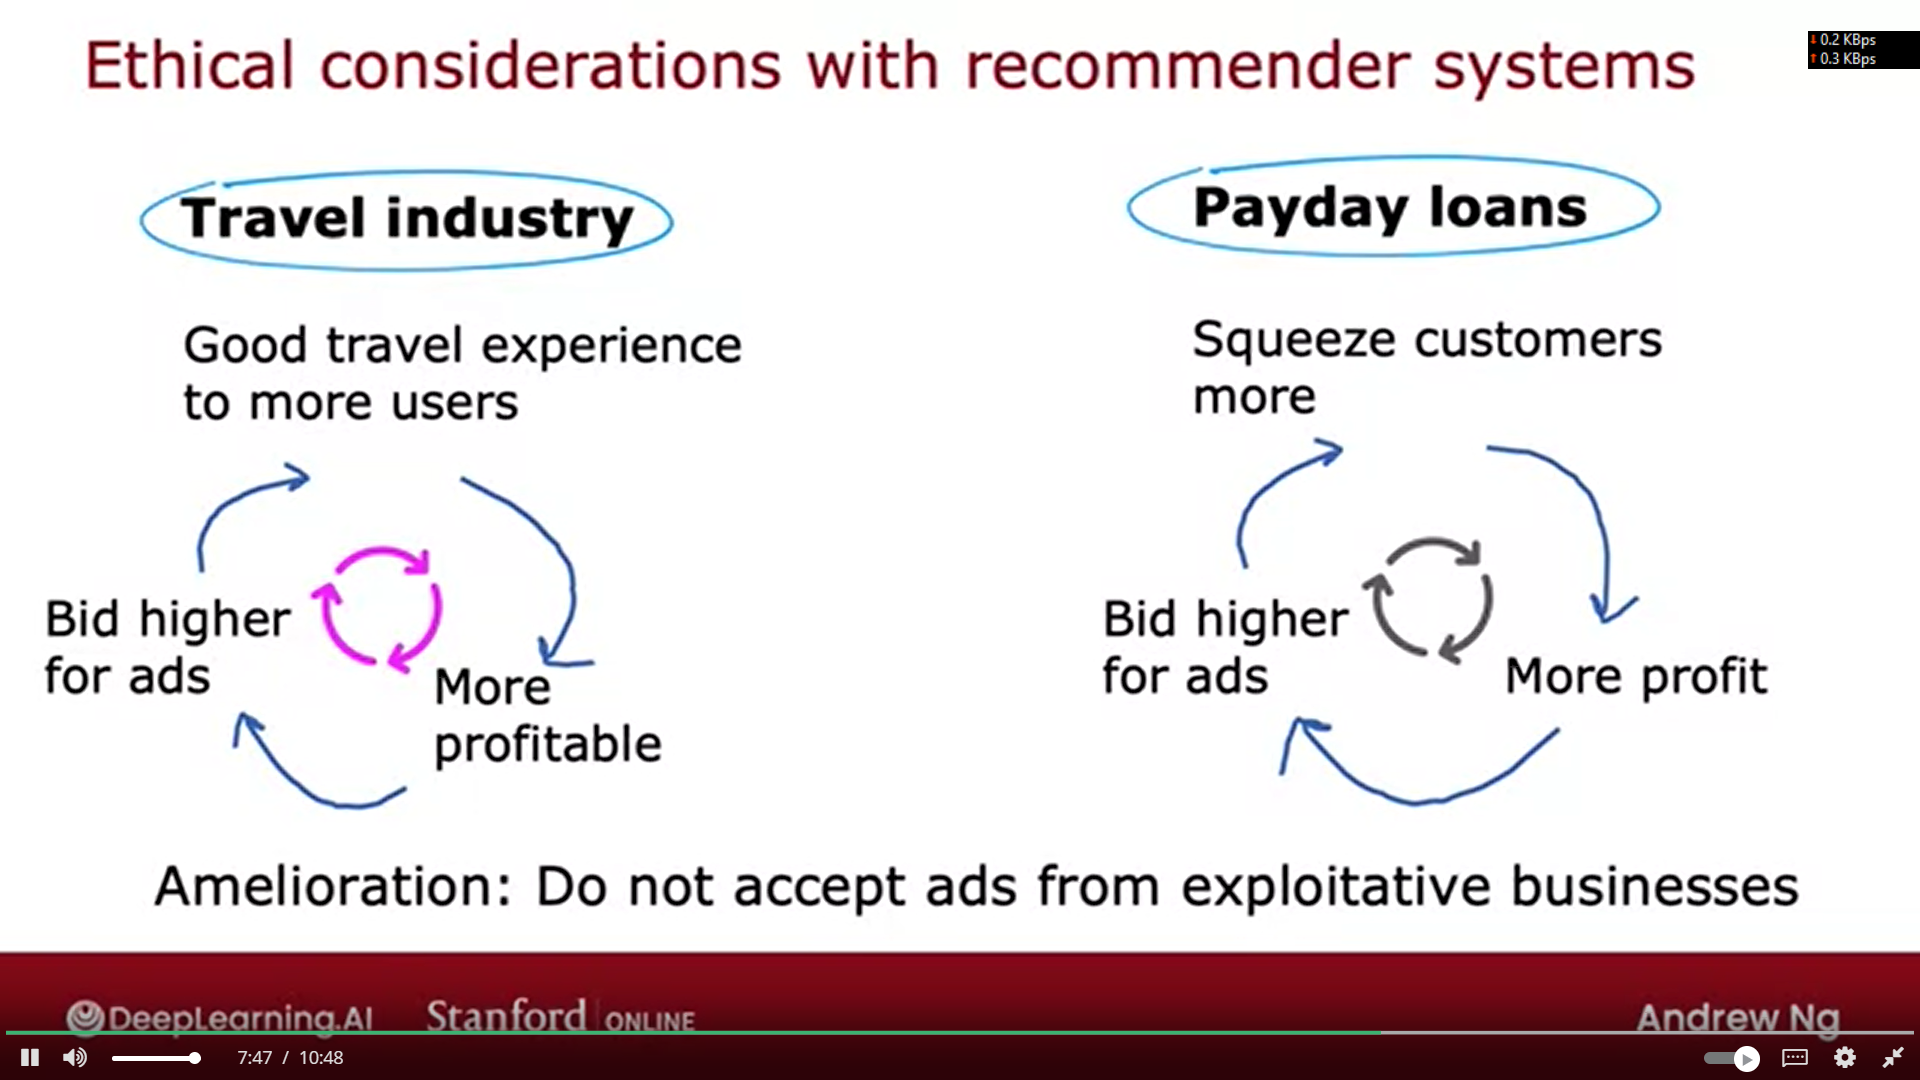 Ethical considerations with recommender systems
0.2 KBps
0.3 KBps
Travel industry
Good travel experience
to more users
Bid higher
for ads
More
profitable
Payday loans
Squeeze customers
more
Bid higher
for ads
More profit
Amelioration: Do not accept ads from exploitative businesses
DeepLearning.AI
Stanford ONLINE
Andrew Ng
7:47 / 10:48